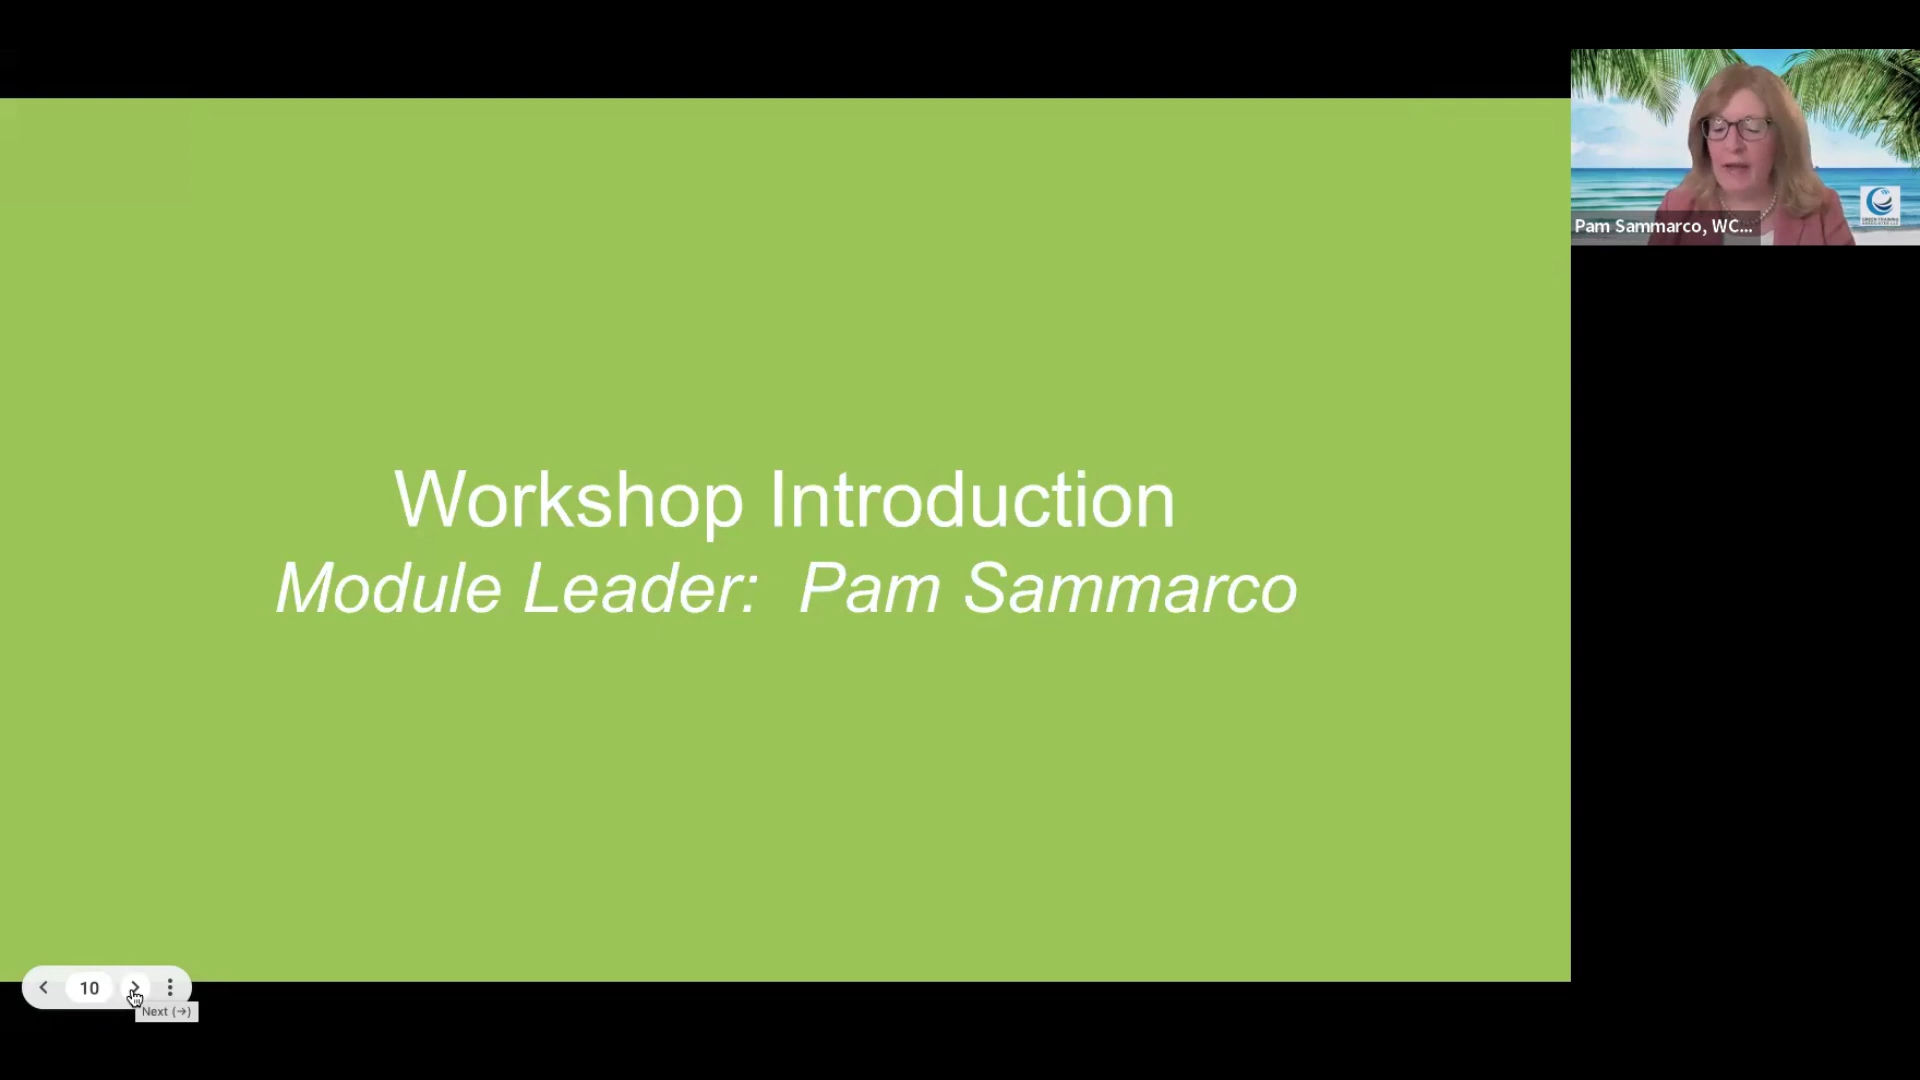 Workshop Introduction
Module Leader: Pam Sammarco
Pam Sammarco, WC...
10
Next (→)